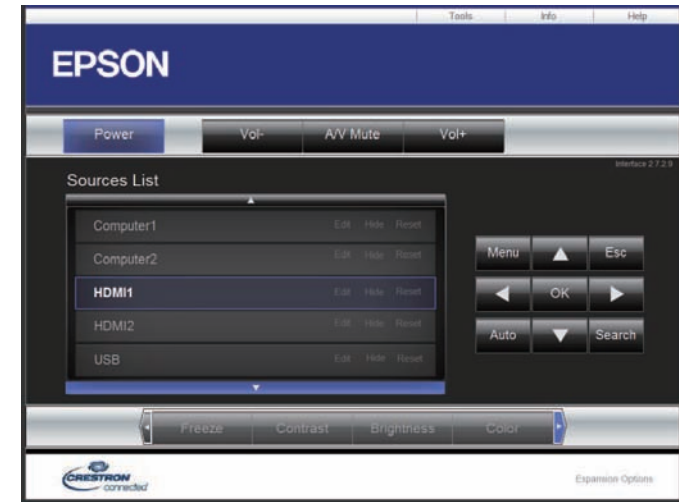 Tools Info Help
EPSON
Power Vol- A/V Mute Vol+
Interface 2.7.2.9
Sources List
Computer1 Edit Hide Reset
Computer2 Edit Hide Reset
HDMI1 Edit Hide Reset
HDMI2 Edit Hide Reset
USB Edit Hide Reset
Menu Esc
OK
Auto Search
Freeze Contrast Brightness Color
CRESTRON
connected
Expansion Options